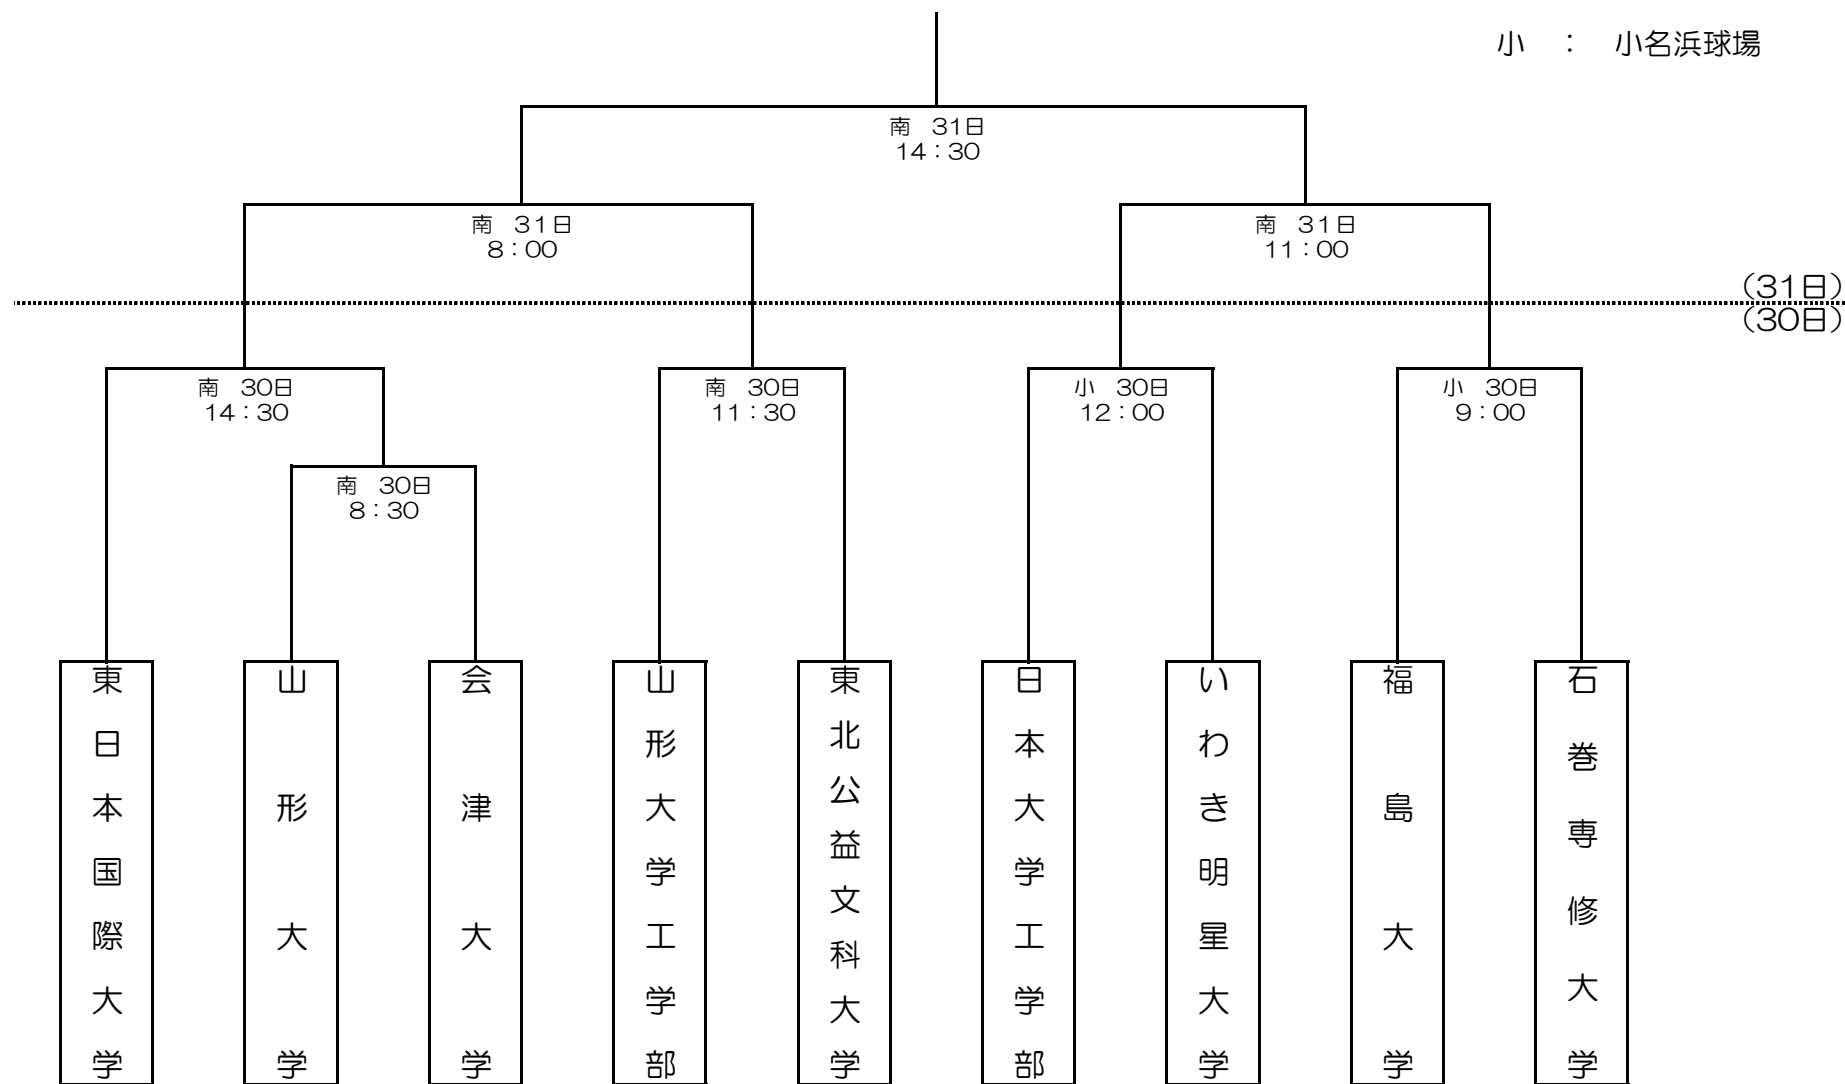 小 ： 小名浜球場
南 31日
14：30
南 31日
8：00
南 31日
11：00
(31日)
(30日)
南 30日
14：30
南 30日
11：30
小 30日
12：00
小 30日
9：00
南 30日
8：30
東日本国際大学
山形大学
会津大学
山形大学工学部
東北公益文科大学
日本大学工学部
いわき明星大学
福島大学
石巻専修大学